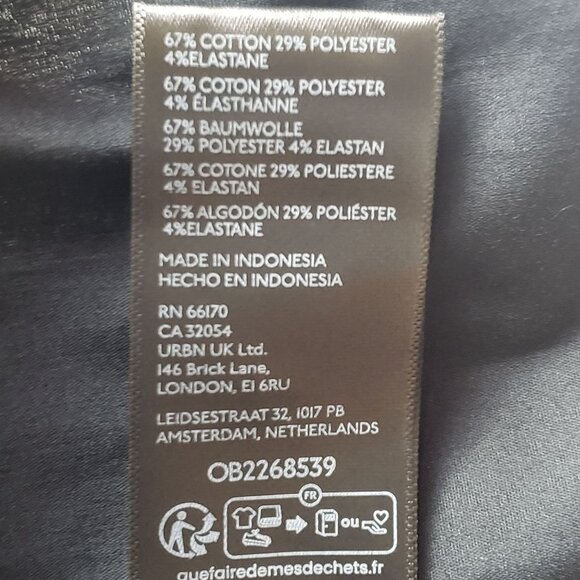 67% COTTON 29% POLYESTER
4%ELASTANE
67% COTON 29% POLYESTER
4% ÉLASTHANNE
67% BAUMWOLLE
29% POLYESTER 4% ELASTAN
67% COTONE 29% POLIESTERE
4% ELASTAN
67% ALGODÓN 29% POLIÉSTER
4%ELASTANE
MADE IN INDONESIA
HECHO EN INDONESIA
RN 66170
CA 32054
URBN UK Ltd.
146 Brick Lane,
LONDON, E1 6RU
LEIDSESTRAAT 32, 1017 PB
AMSTERDAM, NETHERLANDS
OB2268539
FR
ou
quefairedemesdechets.fr